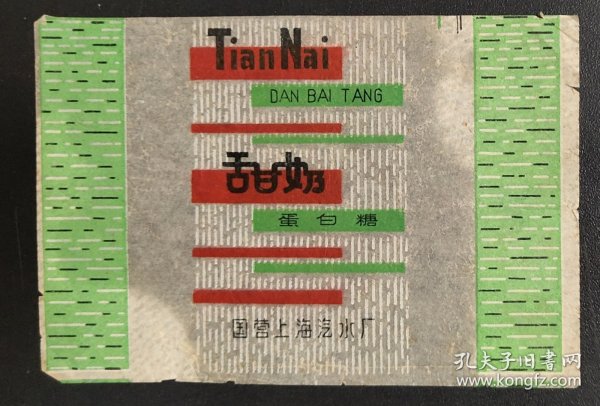 Tian Nai
DAN BAI TANG
甜奶
蛋白糖
国营上海汽水厂
孔夫子旧书网
www.kongfz.com